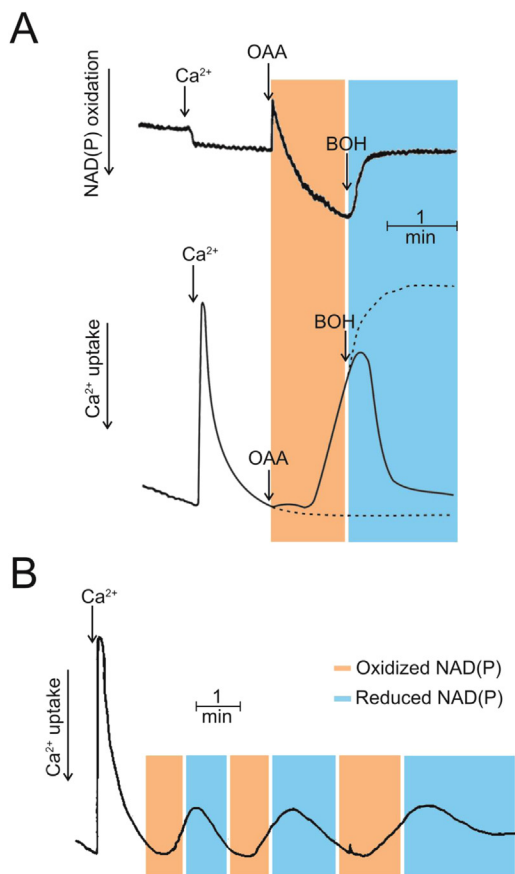 A
OAA
Ca²⁺
NAD(P) oxidation
BOH
1
min
Ca²⁺
BOH
Ca²⁺ uptake
OAA
B
Ca²⁺
Ca²⁺ uptake
1
min
Oxidized NAD(P)
Reduced NAD(P)